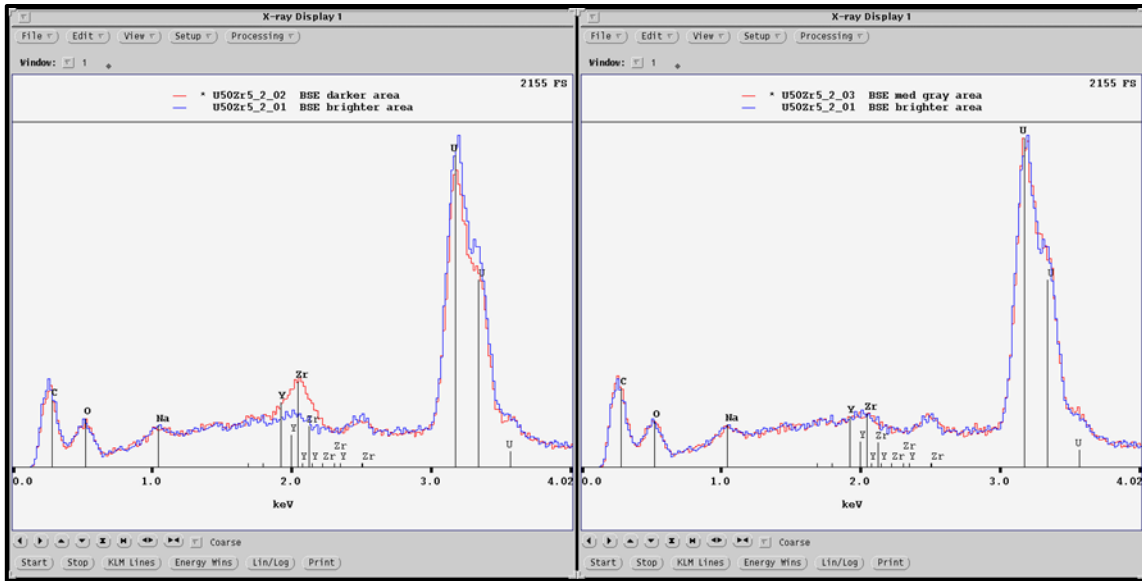 X-ray Display 1
File Edit View Setup Processing
Window: 1
2155 FS
* U50Zr5_2_02 BSE darker area
U50Zr5_2_01 BSE brighter area
U
U
Zr
C
Y
O
Na
Zr
Y
Zr
U
Y Y Zr Y Zr
0.0 1.0 2.0 3.0 4.02
keV
Coarse
Start Stop KLM Lines Energy Wins Lin/Log Print
X-ray Display 1
File Edit View Setup Processing
Window: 1
2155 FS
* U50Zr5_2_03 BSE med gray area
U50Zr5_2_01 BSE brighter area
U
U
C
Y Zr
O
Na
Y Zr
Zr
U
Y Y Zr Y Zr
0.0 1.0 2.0 3.0 4.02
keV
Coarse
Start Stop KLM Lines Energy Wins Lin/Log Print